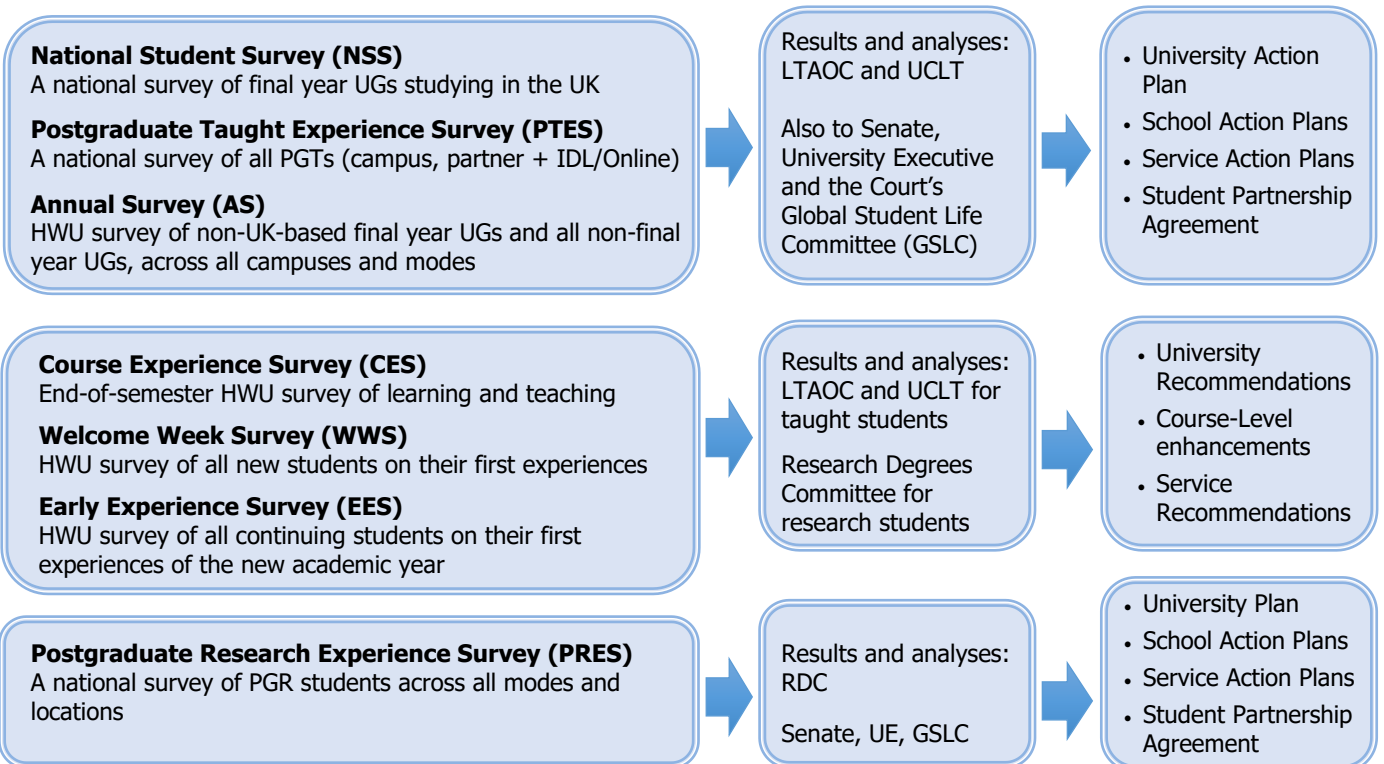 National Student Survey (NSS)
A national survey of final year UGs studying in the UK
Postgraduate Taught Experience Survey (PTES)
A national survey of all PGTs (campus, partner + IDL/Online)
Annual Survey (AS)
HWU survey of non-UK-based final year UGs and all non-final
year UGs, across all campuses and modes
Results and analyses:
LTAOC and UCLT
Also to Senate,
University Executive
and the Court's
Global Student Life
Committee (GSLC)
• University Action
Plan
• School Action Plans
• Service Action Plans
• Student Partnership
Agreement
Course Experience Survey (CES)
End-of-semester HWU survey of learning and teaching
Welcome Week Survey (WWS)
HWU survey of all new students on their first experiences
Early Experience Survey (EES)
HWU survey of all continuing students on their first
experiences of the new academic year
Results and analyses:
LTAOC and UCLT for
taught students
Research Degrees
Committee for
research students
• University
Recommendations
• Course-Level
enhancements
• Service
Recommendations
Postgraduate Research Experience Survey (PRES)
A national survey of PGR students across all modes and
locations
Results and analyses:
RDC
Senate, UE, GSLC
• University Plan
• School Action Plans
• Service Action Plans
• Student Partnership
Agreement